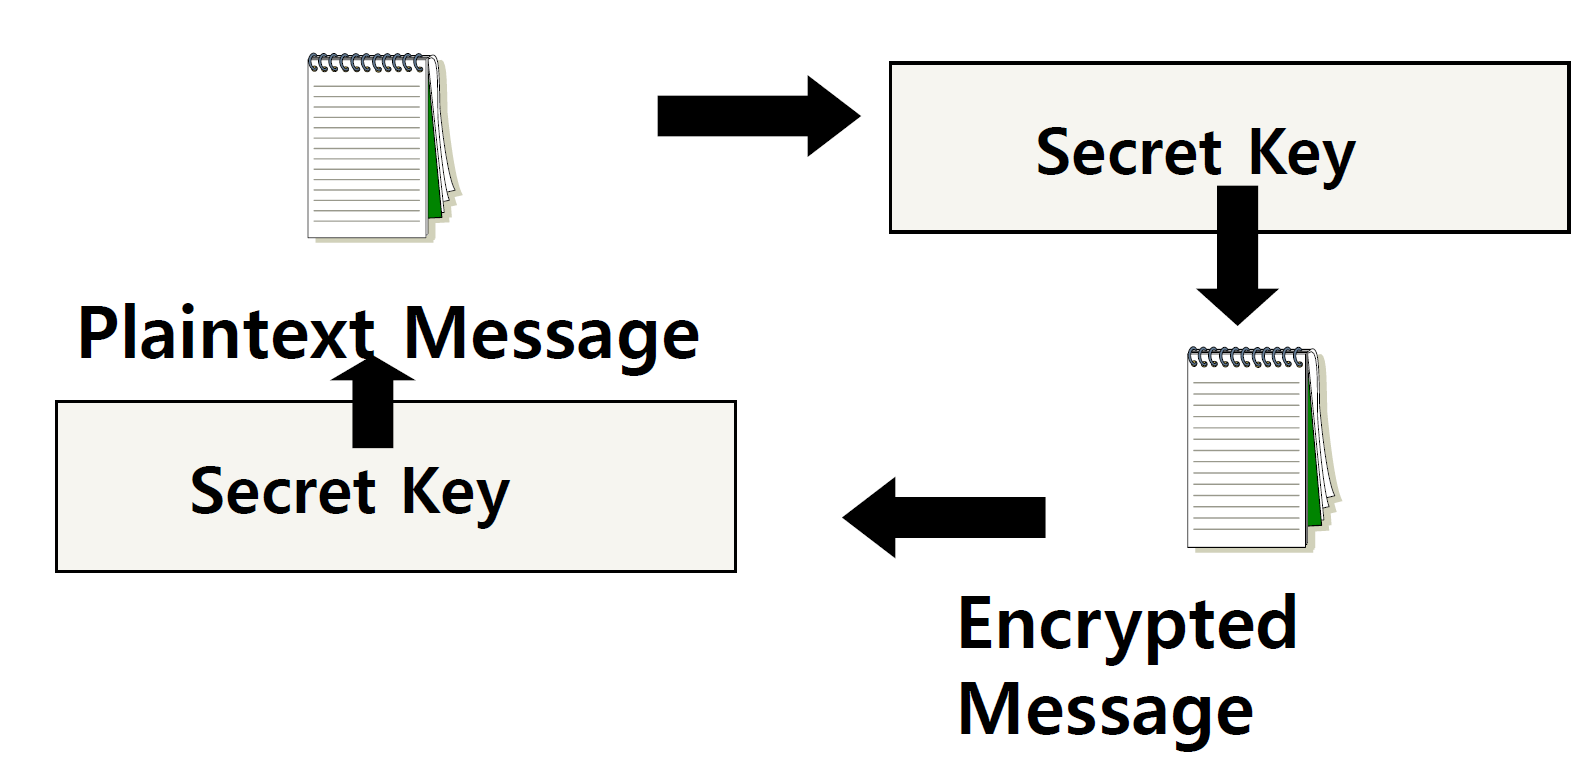 Secret Key
Plaintext Message
Secret Key
Encrypted
Message